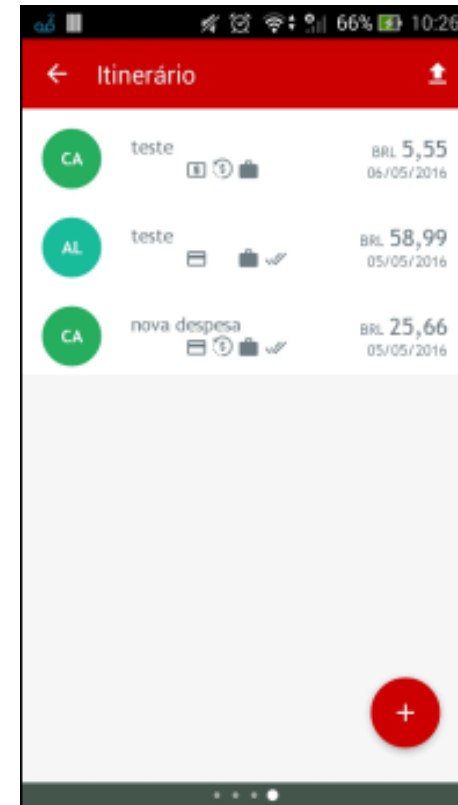 66% 10:26
Itinerário
CA teste BRL 5,55
06/05/2016
AL teste BRL 58,99
05/05/2016
CA nova despesa BRL 25,66
05/05/2016
+